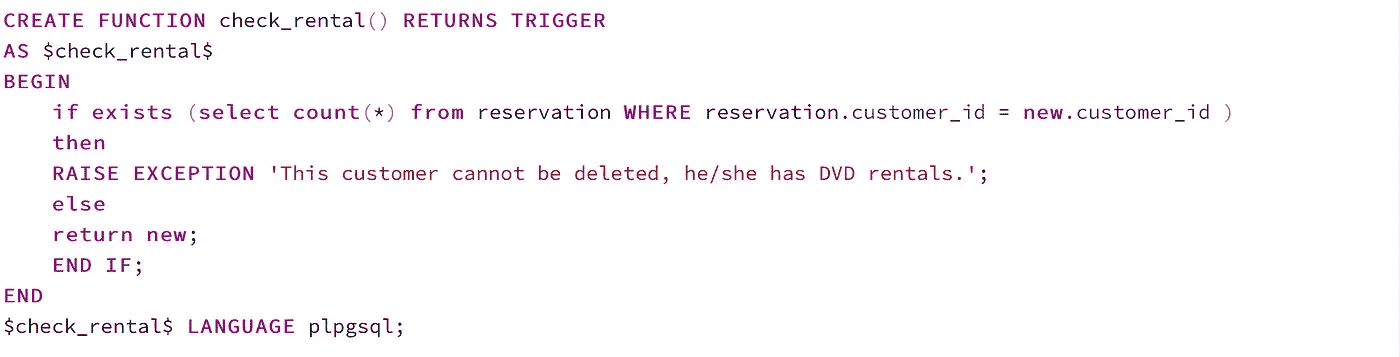 CREATE FUNCTION check_rental() RETURNS TRIGGER
AS $check_rental$
BEGIN
    if exists (select count(*) from reservation WHERE reservation.customer_id = new.customer_id )
    then
    RAISE EXCEPTION 'This customer cannot be deleted, he/she has DVD rentals.';
    else
    return new;
    END IF;
END
$check_rental$ LANGUAGE plpgsql;